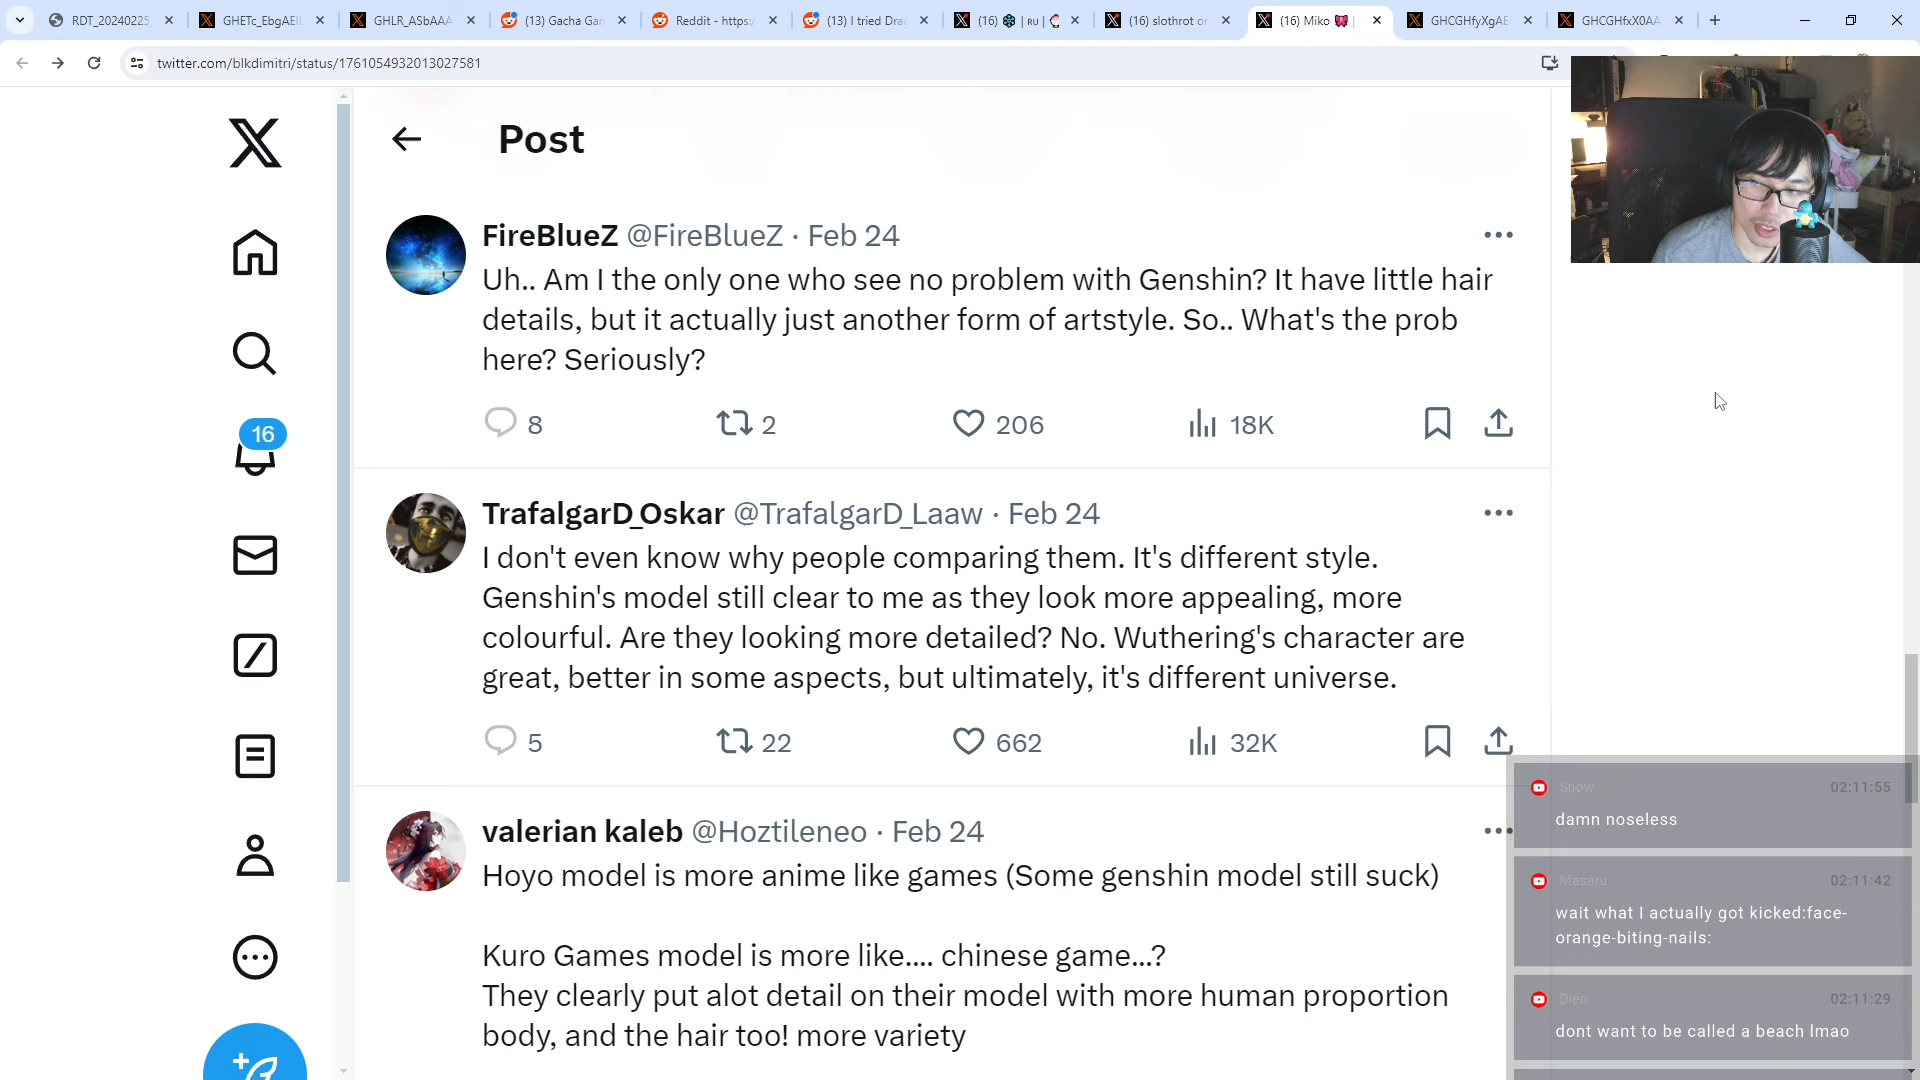 RDT_20240225
GHETc_EbgAEIU
GHLR_ASbAAA
(13) Gacha Gam
Reddit - https:/
(13) I tried Drag
(16) | RU |
(16) slothrot on
(16) Miko |
GHCGHfyXgAE
GHCGHfxX0AA
twitter.com/blkdimitri/status/1761054932013027581
Post
16
FireBlueZ @FireBlueZ · Feb 24
Uh.. Am I the only one who see no problem with Genshin? It have little hair
details, but it actually just another form of artstyle. So.. What's the prob
here? Seriously?
8 2 206 18K
TrafalgarD_Oskar @TrafalgarD_Laaw · Feb 24
I don't even know why people comparing them. It's different style.
Genshin's model still clear to me as they look more appealing, more
colourful. Are they looking more detailed? No. Wuthering's character are
great, better in some aspects, but ultimately, it's different universe.
5 22 662 32K
valerian kaleb @Hoztileneo · Feb 24
Hoyo model is more anime like games (Some genshin model still suck)
Kuro Games model is more like.... chinese game...?
They clearly put alot detail on their model with more human proportion
body, and the hair too! more variety
Snow 02:11:55
damn noseless
Masaru 02:11:42
wait what I actually got kicked:face-
orange-biting-nails:
Dien 02:11:29
dont want to be called a beach lmao